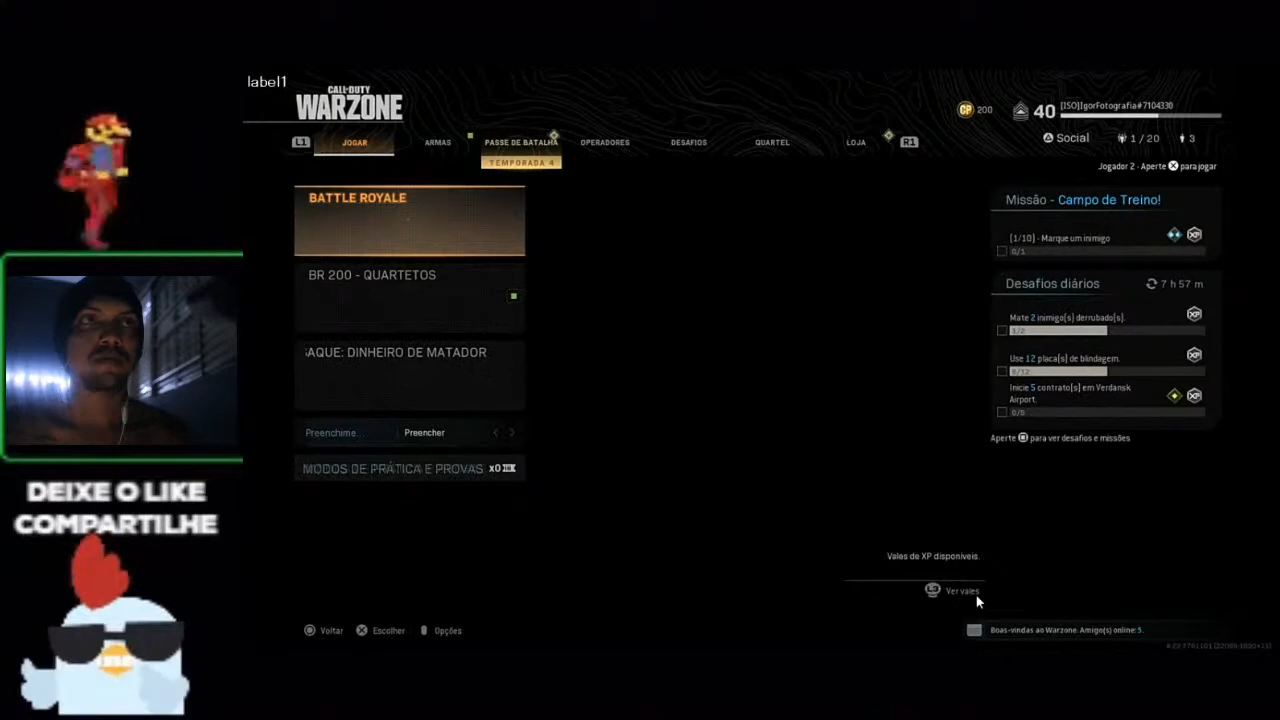 label1
CALL·DUTY
WARZONE
CP 200
40
[ISO]IgorFotografia#7104330
L1
JOGAR
ARMAS
PASSE DE BATALHA
TEMPORADA 4
OPERADORES
DESAFIOS
QUARTEL
LOJA
R1
Social
1 / 20
3
Jogador 2 - Aperte X para jogar
BATTLE ROYALE
BR 200 - QUARTETOS
AQUE: DINHEIRO DE MATADOR
Preenchime...
Preencher
MODOS DE PRÁTICA E PROVAS
x0
Missão - Campo de Treino!
[1/10] - Marque um inimigo
XP
0/1
Desafios diários
7 h 57 m
Mate 2 inimigo[s] derrubado[s].
XP
1/2
Use 12 placa[s] de blindagem.
XP
6/12
Inicie 5 contrato[s] em Verdansk
Airport.
XP
0/5
Aperte para ver desafios e missões
DEIXE O LIKE
COMPARTILHE
Vales de XP disponíveis.
Ver vales
Voltar
Escolher
Opções
Boas-vindas ao Warzone. Amigo(s) online: 5.